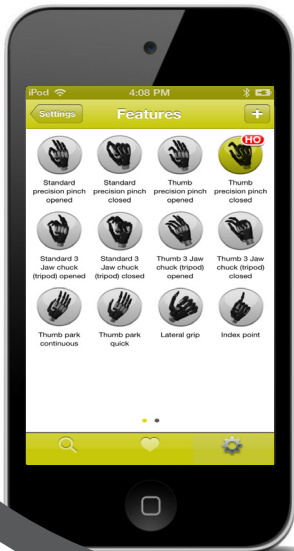 iPod 4:08 PM
Settings Features +
HO
Standard precision pinch opened
Standard precision pinch closed
Thumb precision pinch opened
Thumb precision pinch closed
Standard 3 Jaw chuck (tripod) opened
Standard 3 Jaw chuck (tripod) closed
Thumb 3 Jaw chuck (tripod) opened
Thumb 3 Jaw chuck (tripod) closed
Thumb park continuous
Thumb park quick
Lateral grip
Index point